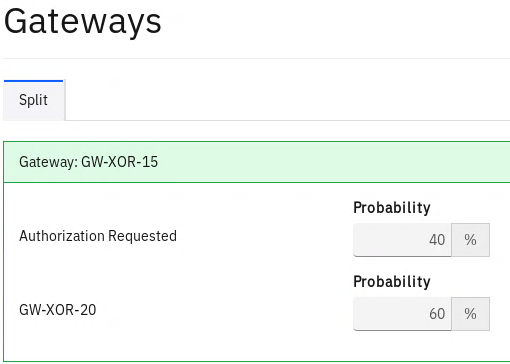 Gateways
Split
Gateway: GW-XOR-15
Probability
Authorization Requested 40 %
Probability
GW-XOR-20 60 %